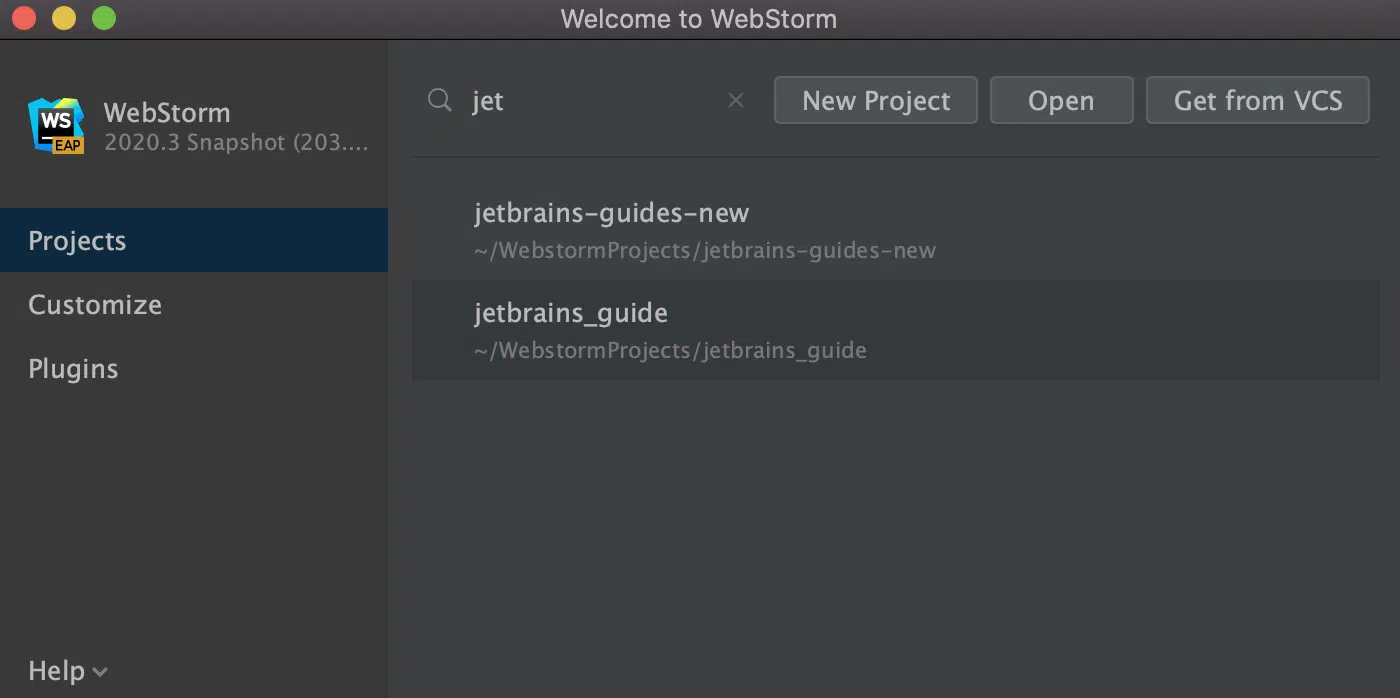 Welcome to WebStorm
WS
EAP
WebStorm
2020.3 Snapshot (203....
Projects
Customize
Plugins
Help
jet
New Project
Open
Get from VCS
jetbrains-guides-new
~/WebstormProjects/jetbrains-guides-new
jetbrains_guide
~/WebstormProjects/jetbrains_guide